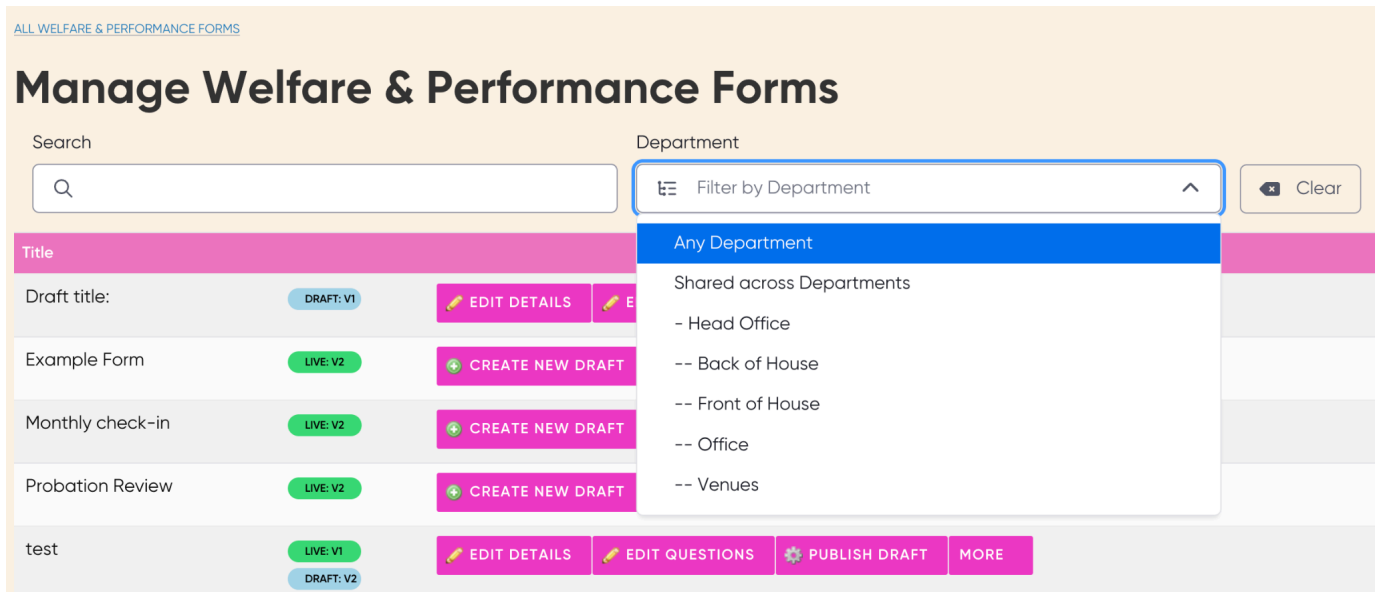 ALL WELFARE & PERFORMANCE FORMS
Manage Welfare & Performance Forms
Search
Department
Filter by Department
Clear
Any Department
Shared across Departments
- Head Office
-- Back of House
-- Front of House
-- Office
-- Venues
Title
Draft title:
DRAFT: V1
EDIT DETAILS
E
Example Form
LIVE: V2
CREATE NEW DRAFT
Monthly check-in
LIVE: V2
CREATE NEW DRAFT
Probation Review
LIVE: V2
CREATE NEW DRAFT
test
LIVE: V1
DRAFT: V2
EDIT DETAILS
EDIT QUESTIONS
PUBLISH DRAFT
MORE